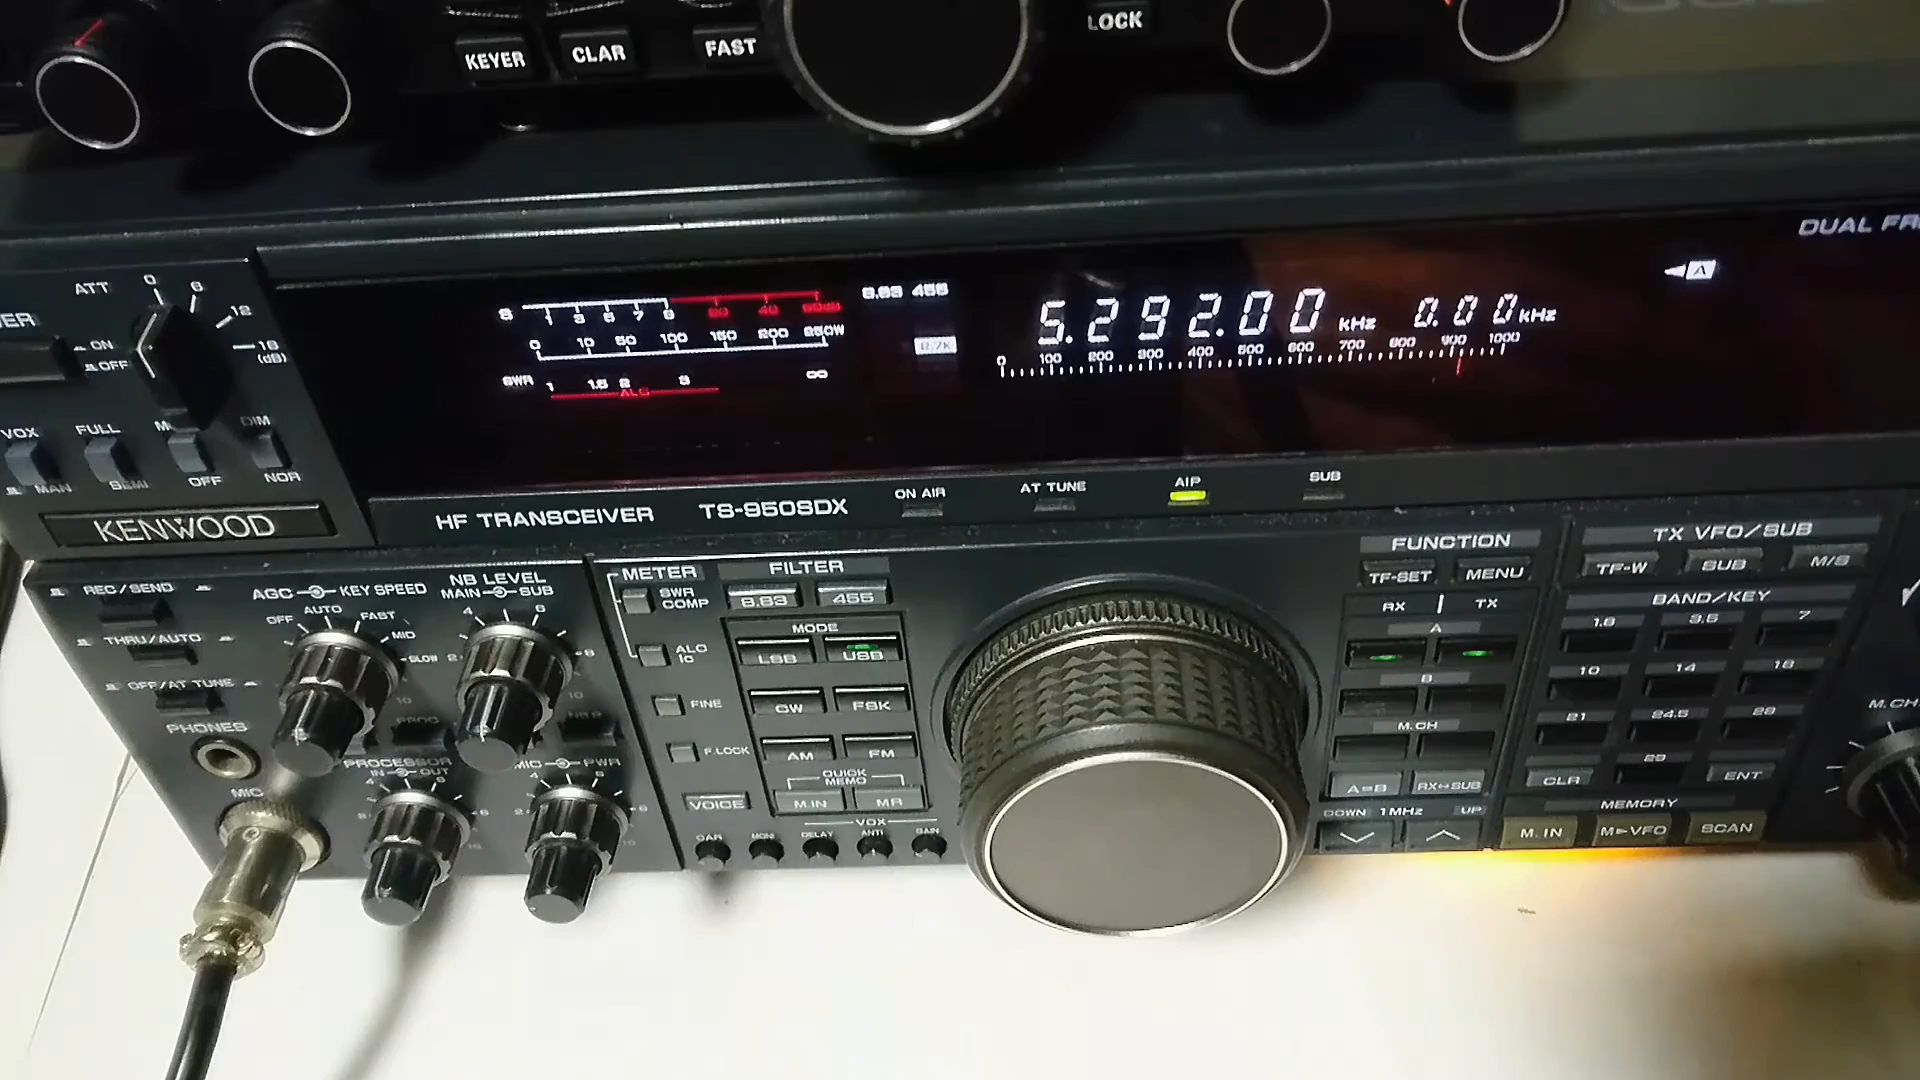 KEYER CLAR FAST LOCK
DUAL
ATT
0 6 12 18
(dB)
ON
OFF
VOX FULL DIM
MAN SEMI OFF NOR
KENWOOD
S 1 3 5 7 9 20 40 60dB
0 10 50 100 150 200 250W
SWR 1 1.5 2 3 ∞
ALC
8.83 455
2.7K
5.292.00 kHz 0.00 kHz
0 100 200 300 400 500 600 700 800 900 1000
A
HF TRANSCEIVER TS-950SDX
ON AIR AT TUNE AIP SUB
REC/SEND
THRU/AUTO
OFF/AT TUNE
PHONES
MIC
AGC KEY SPEED
OFF AUTO FAST MID SLOW
NB LEVEL
MAIN SUB
PROCESSOR
IN OUT
MIC PWR
METER
SWR
COMP
ALC
Ic
FINE
F.LOCK
VOICE
FILTER
8.83 455
MODE
LSB USB
CW FSK
AM FM
QUICK
MEMO
M.IN MR
VOX
CAR MONI DELAY ANTI GAIN
FUNCTION
TF-SET MENU
RX TX
A
B
M.CH
A=B RX↔SUB
DOWN 1MHz UP
TX VFO/SUB
TF-W SUB M/S
BAND/KEY
1.8 3.5 7
10 14 18
21 24.5 28
29
CLR ENT
MEMORY
M.IN M►VFO SCAN
M.CH